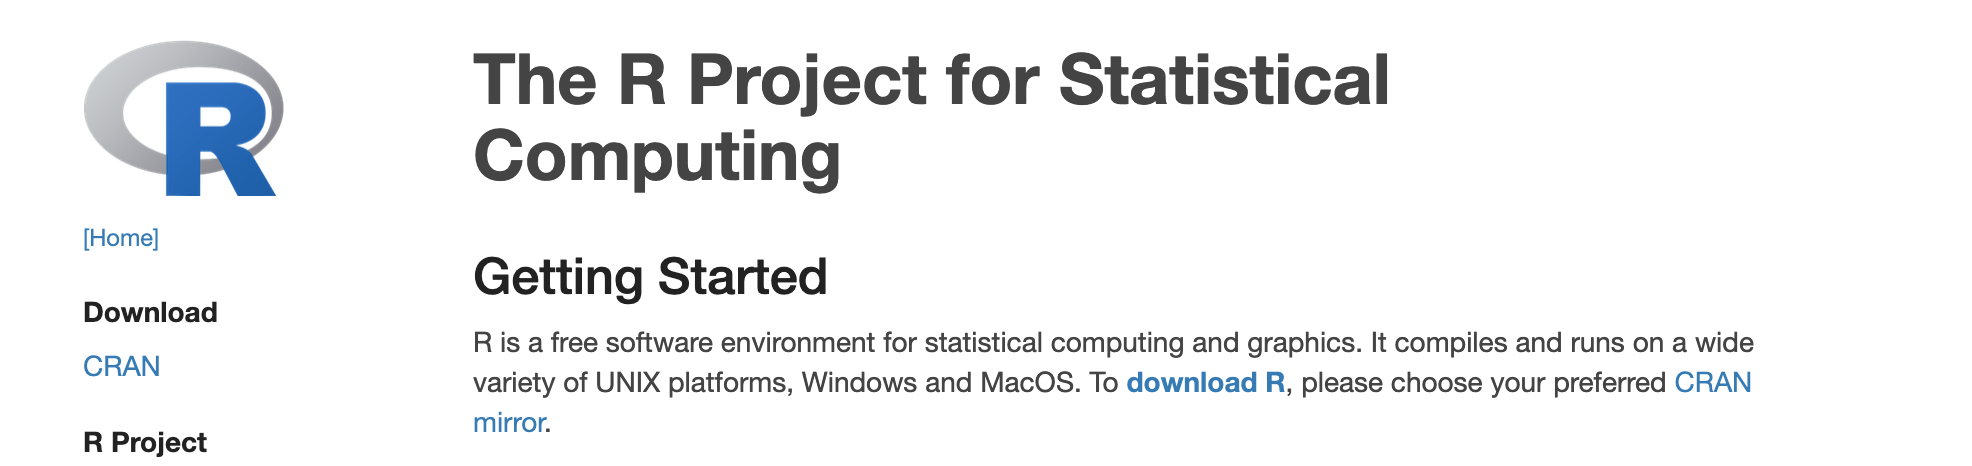 R
[Home]
Download
CRAN
R Project
The R Project for Statistical
Computing
Getting Started
R is a free software environment for statistical computing and graphics. It compiles and runs on a wide
variety of UNIX platforms, Windows and MacOS. To download R, please choose your preferred CRAN
mirror.